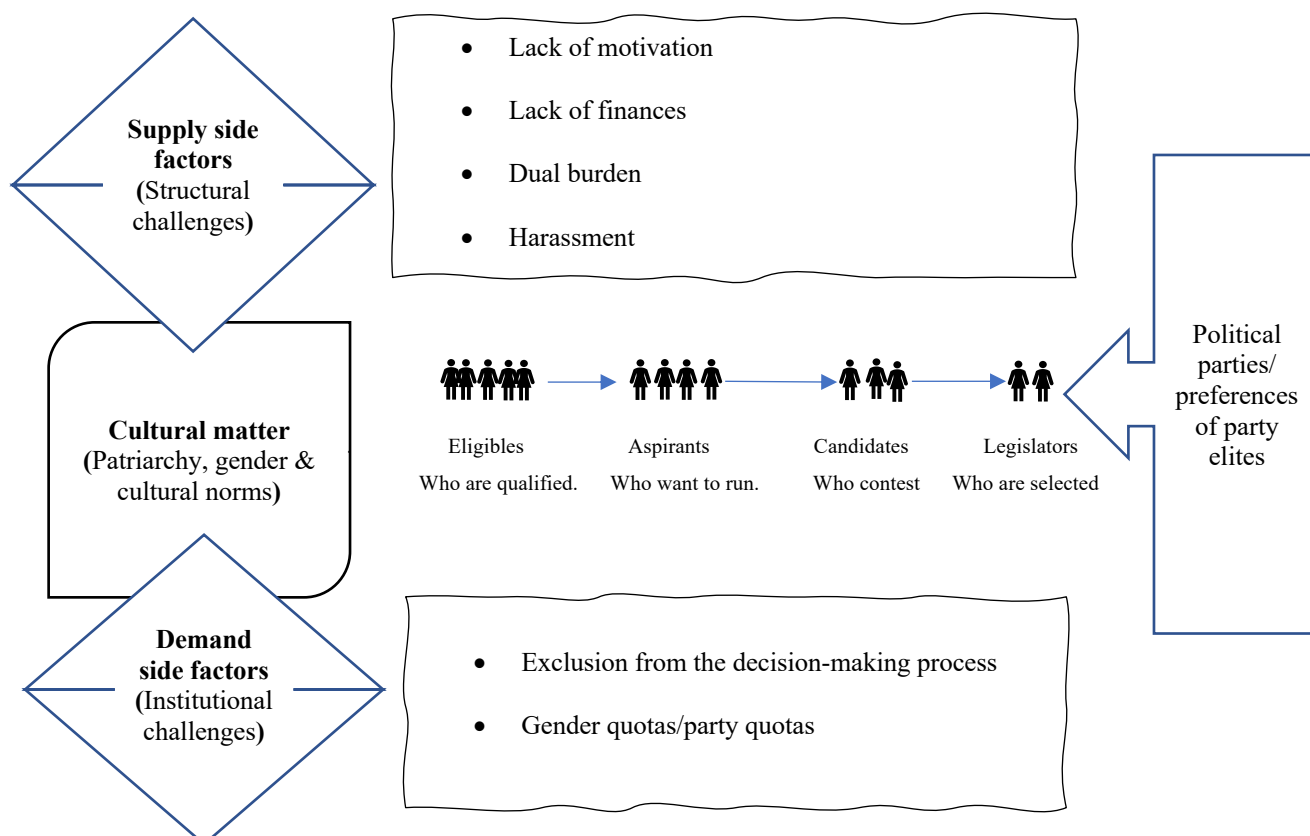 Supply side
factors
(Structural
challenges)
• Lack of motivation
• Lack of finances
• Dual burden
• Harassment
Cultural matter
(Patriarchy, gender &
cultural norms)
Eligibles
Who are qualified.
Aspirants
Who want to run.
Candidates
Who contest
Legislators
Who are selected
Political
parties/
preferences
of party
elites
Demand
side factors
(Institutional
challenges)
• Exclusion from the decision-making process
• Gender quotas/party quotas